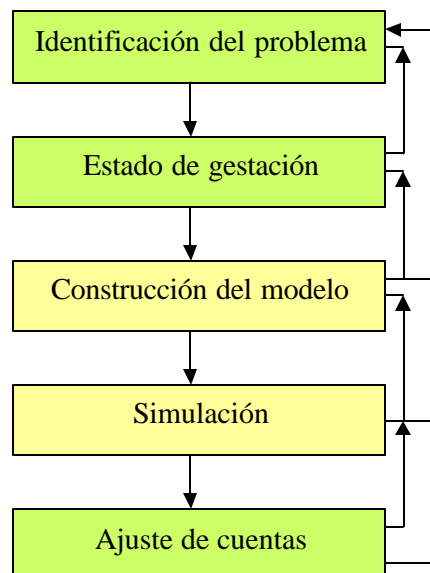 Identificación del problema
Estado de gestación
Construcción del modelo
Simulación
Ajuste de cuentas